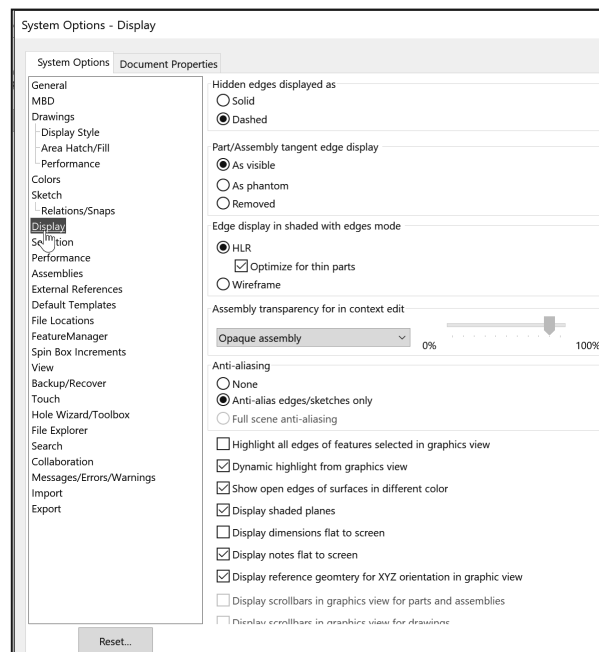 System Options - Display
System Options
Document Properties
General
MBD
Drawings
Display Style
Area Hatch/Fill
Performance
Colors
Sketch
Relations/Snaps
Display
Performance
Assemblies
External References
Default Templates
File Locations
FeatureManager
Spin Box Increments
View
Backup/Recover
Touch
Hole Wizard/Toolbox
File Explorer
Search
Collaboration
Messages/Errors/Warnings
Import
Export
Reset...
Hidden edges displayed as
Solid
Dashed
Part/Assembly tangent edge display
As visible
As phantom
Removed
Edge display in shaded with edges mode
HLR
Optimize for thin parts
Wireframe
Assembly transparency for in context edit
Opaque assembly
0%
100%
Anti-aliasing
None
Anti-alias edges/sketches only
Full scene anti-aliasing
Highlight all edges of features selected in graphics view
Dynamic highlight from graphics view
Show open edges of surfaces in different color
Display shaded planes
Display dimensions flat to screen
Display notes flat to screen
Display reference geomtery for XYZ orientation in graphic view
Display scrollbars in graphics view for parts and assemblies
Display scrollbars in graphics view for drawings